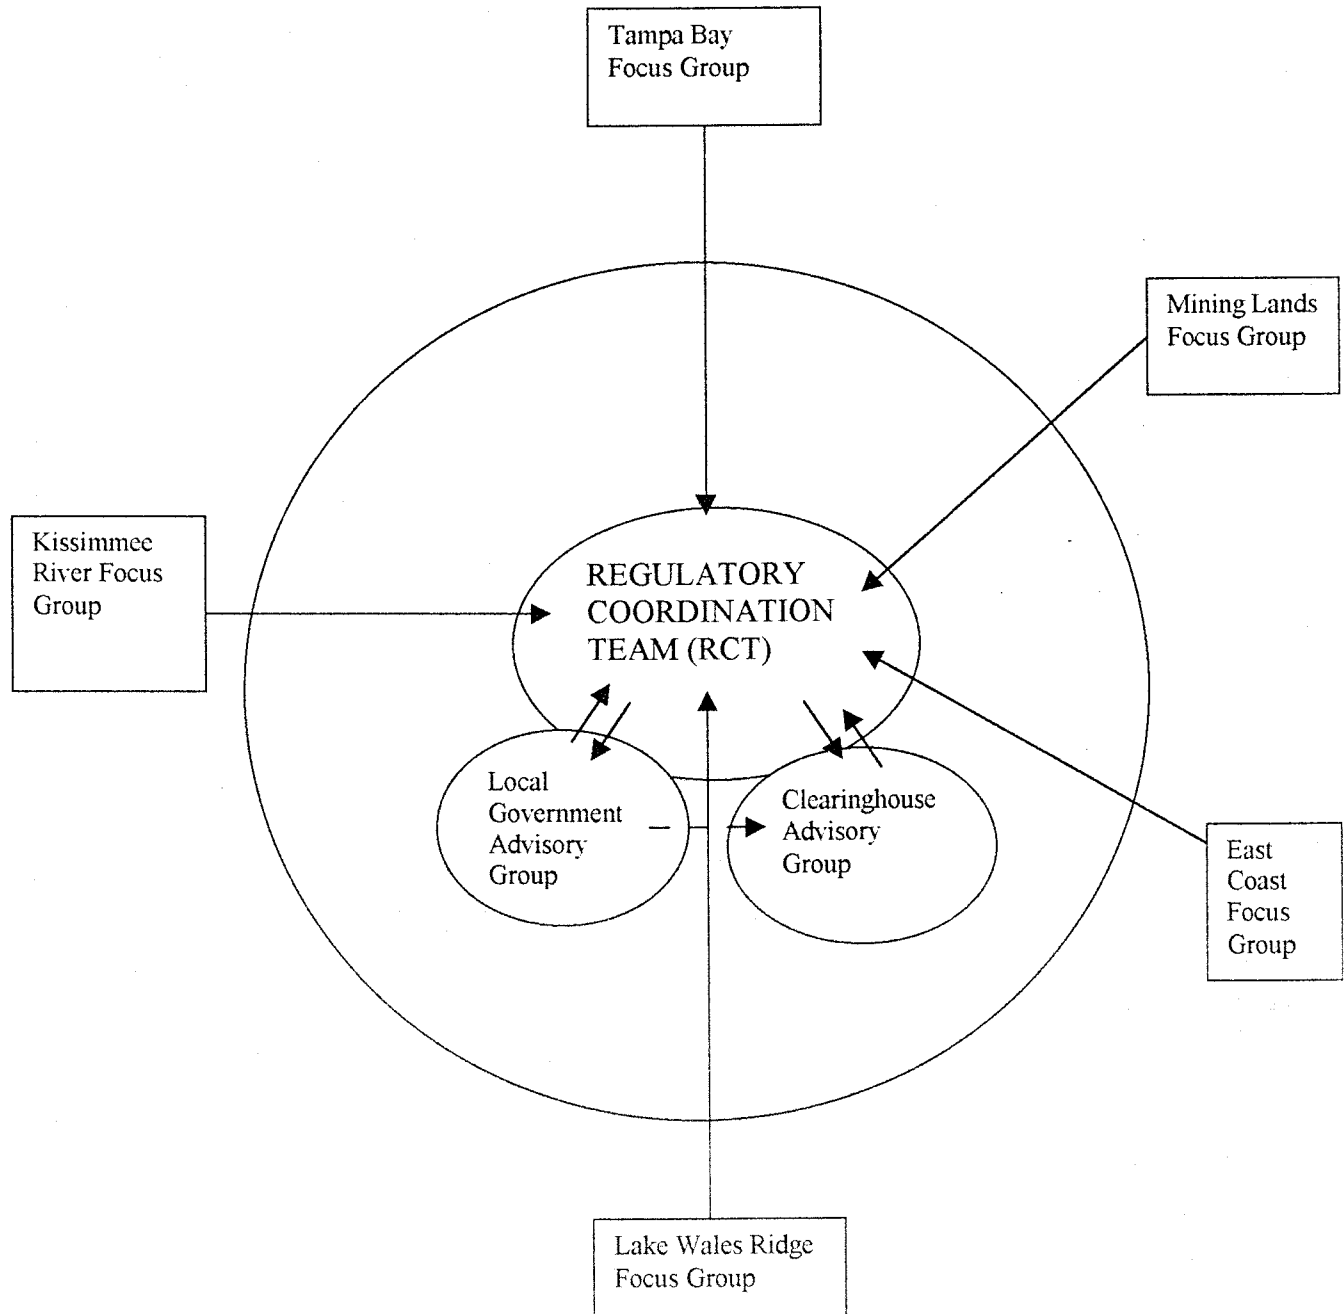 Tampa Bay
Focus Group
Mining Lands
Focus Group
Kissimmee
River Focus
Group
REGULATORY
COORDINATION
TEAM (RCT)
Local
Government
Advisory
Group
Clearinghouse
Advisory
Group
East
Coast
Focus
Group
Lake Wales Ridge
Focus Group